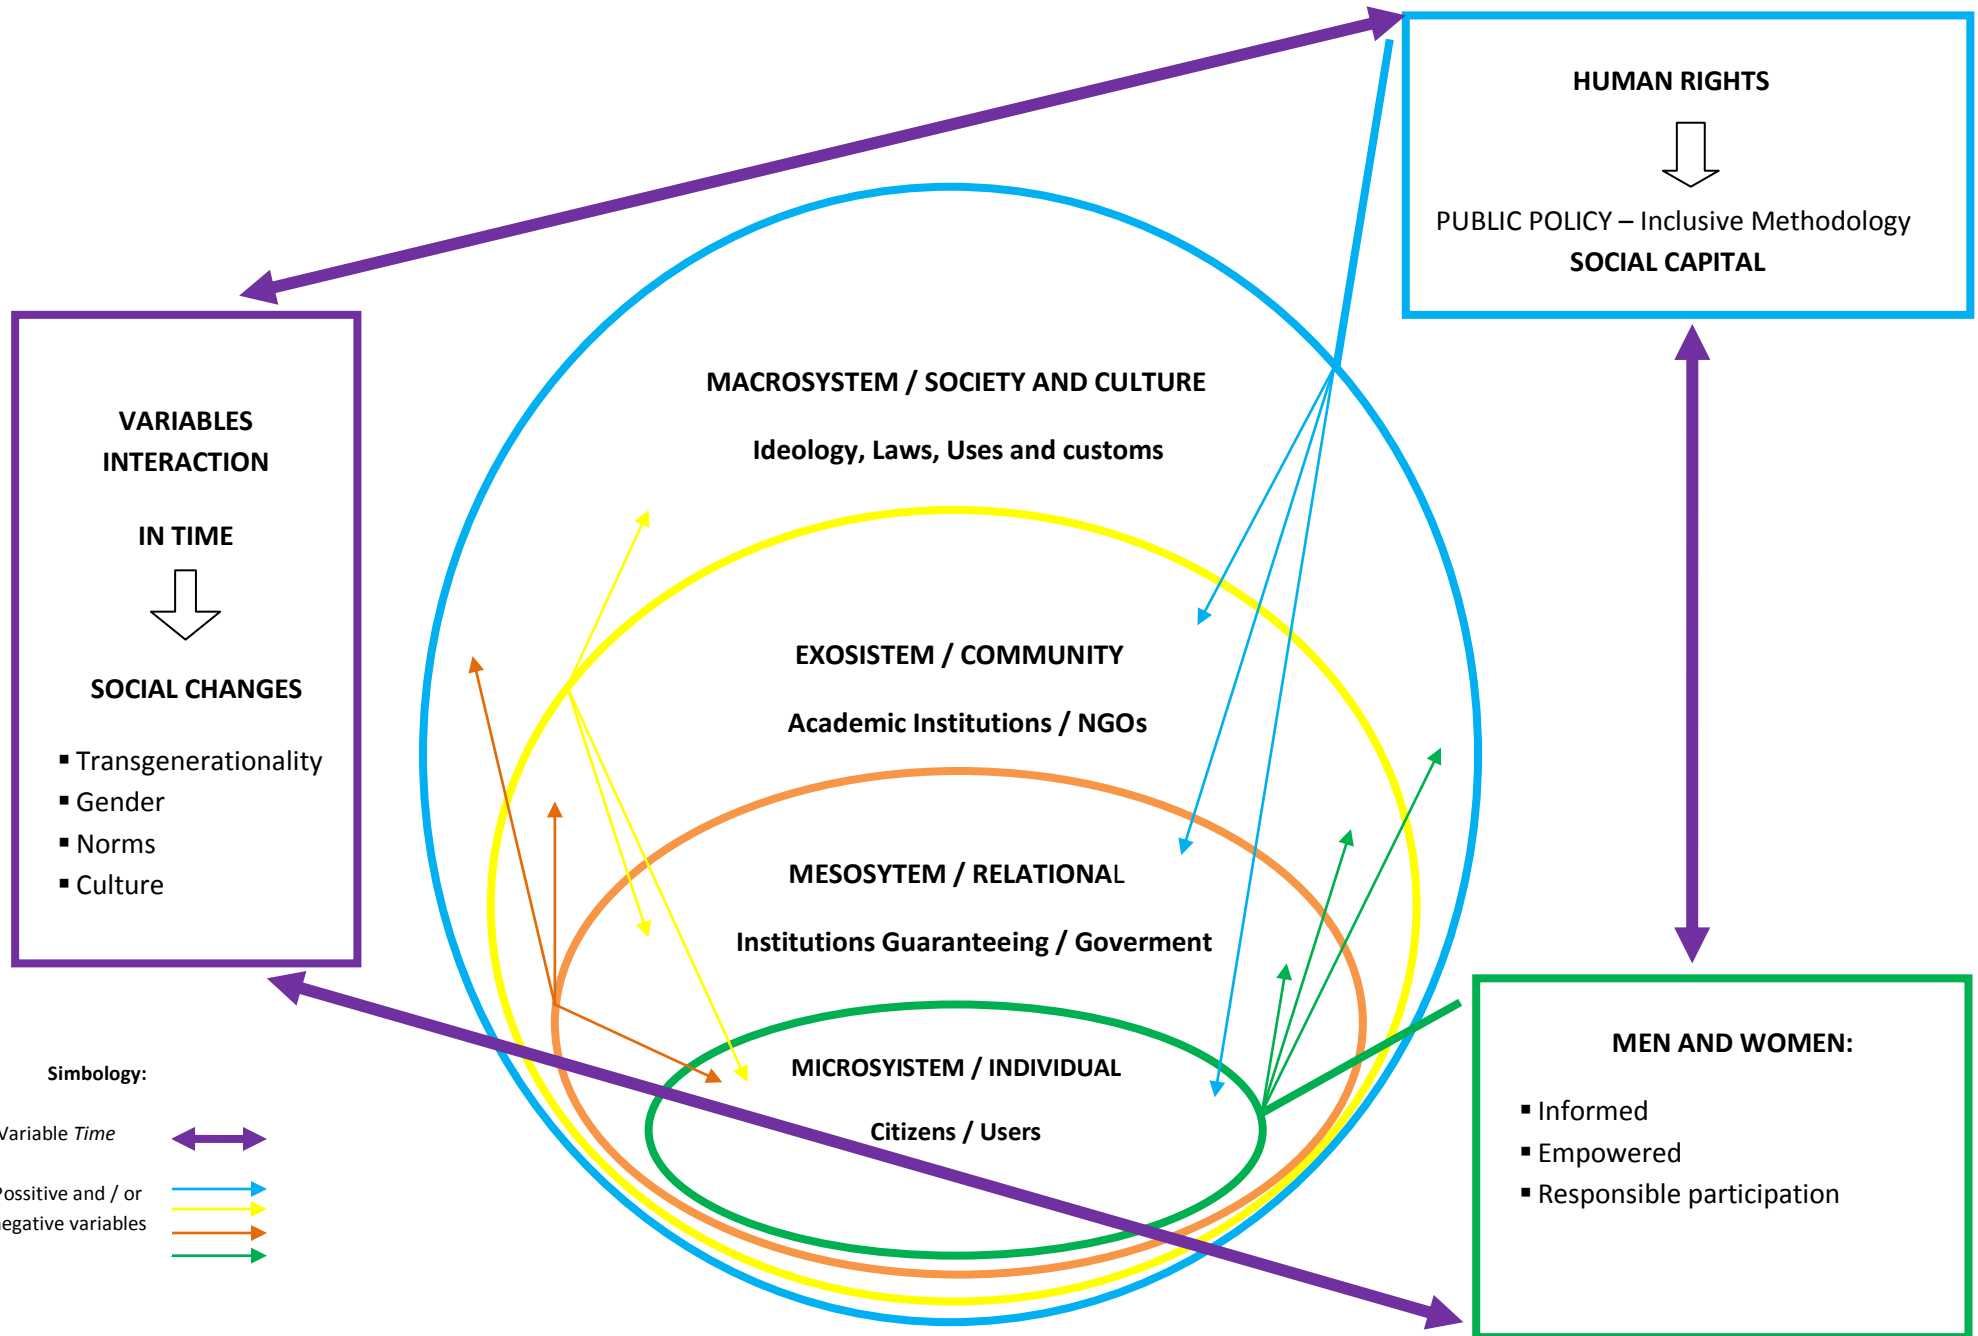 HUMAN RIGHTS
PUBLIC POLICY – Inclusive Methodology
SOCIAL CAPITAL
VARIABLES
INTERACTION
IN TIME
SOCIAL CHANGES
▪ Transgenerationality
▪ Gender
▪ Norms
▪ Culture
MACROSYSTEM / SOCIETY AND CULTURE
Ideology, Laws, Uses and customs
EXOSISTEM / COMMUNITY
Academic Institutions / NGOs
MESOSYTEM / RELATIONAL
Institutions Guaranteeing / Goverment
MICROSYISTEM / INDIVIDUAL
Citizens / Users
MEN AND WOMEN:
▪ Informed
▪ Empowered
▪ Responsible participation
Simbology:
Variable Time
Possitive and / or
negative variables